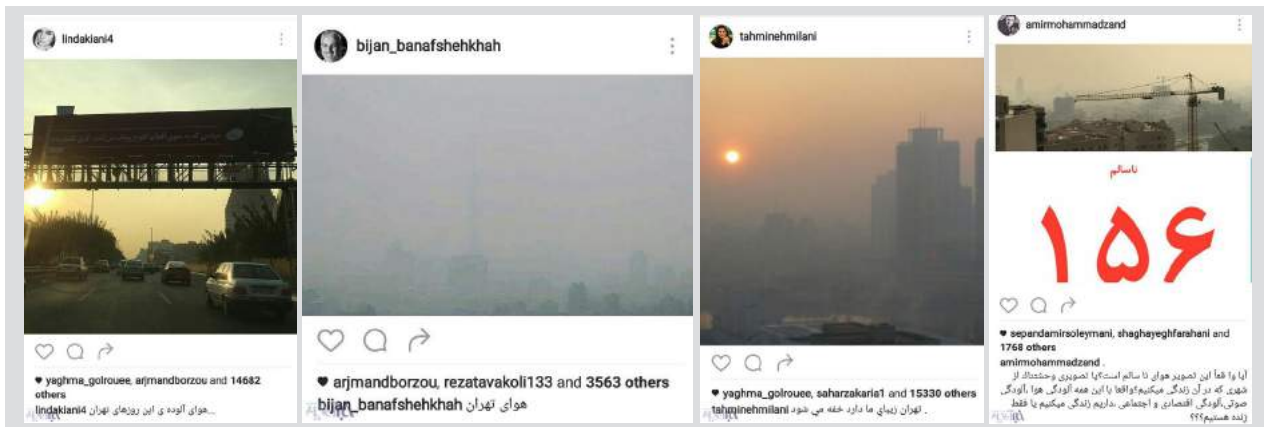 lindakiani4
yaghma_golrouee, arjmandborzou and 14682
others
lindakiani4 هوای آلوده ی این روزهای تهران...
bijan_banafshehkhah
arjmandborzou, rezatavakoli133 and 3563 others
bijan_banafshehkhah هوای تهران
tahminehmilani
yaghma_golrouee, saharzakaria1 and 15330 others
tahminehmilani تهران زیبای ما دارد خفه می شود .
amirmohammadzand
ناسالم
۱۵۶
sepandamirsoleymani, shaghayeghfarahani and
1768 others
amirmohammadzand .
آیا وا قعاً این تصویر هوای نا سالم است؟یا تصویری وحشتناک از
شهری که در آن زندگی میکنیم؟واقعا با این همه آلودگی هوا ،آلودگی
صوتی،آلودگی اقتصادی و اجتماعی ،داریم زندگی میکنیم یا فقط
زنده هستیم؟؟؟